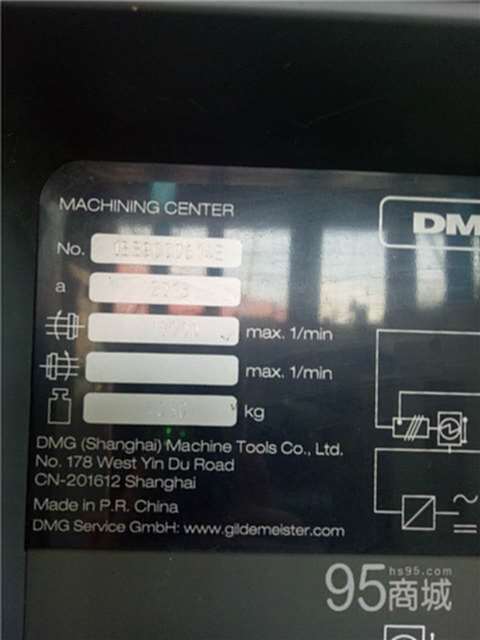 MACHINING CENTER
DM
No.
a
max. 1/min
max. 1/min
kg
DMG (Shanghai) Machine Tools Co., Ltd.
No. 178 West Yin Du Road
CN-201612 Shanghai
Made in P.R. China
DMG Service GmbH: www.gildemeister.com
hs95.com
95商城